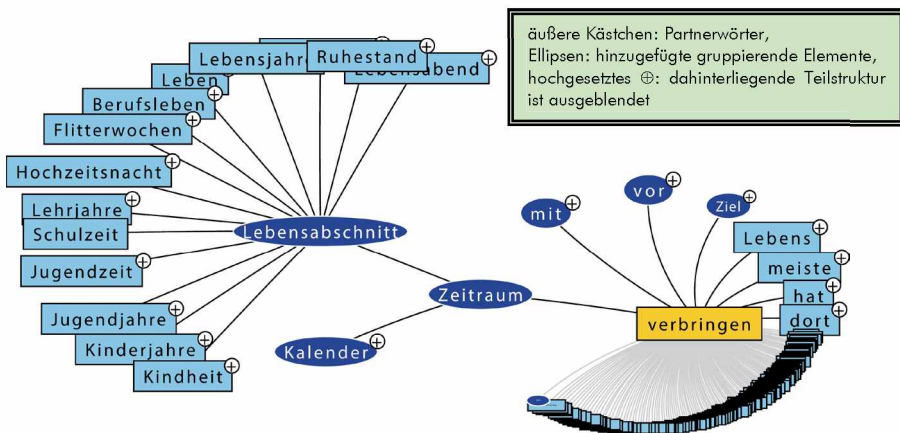 äußere Kästchen: Partnerwörter,
Ellipsen: hinzugefügte gruppierende Elemente,
hochgesetztes ⊕: dahinterliegende Teilstruktur
ist ausgeblendet
Lebensjahre
Ruhestand
Lebensabend
Leben
Berufsleben
Flitterwochen
Hochzeitsnacht
Lehrjahre
Schulzeit
Jugendzeit
Jugendjahre
Kinderjahre
Kindheit
Lebensabschnitt
Zeitraum
Kalender
mit
vor
Ziel
Lebens
meiste
hat
dort
verbringen